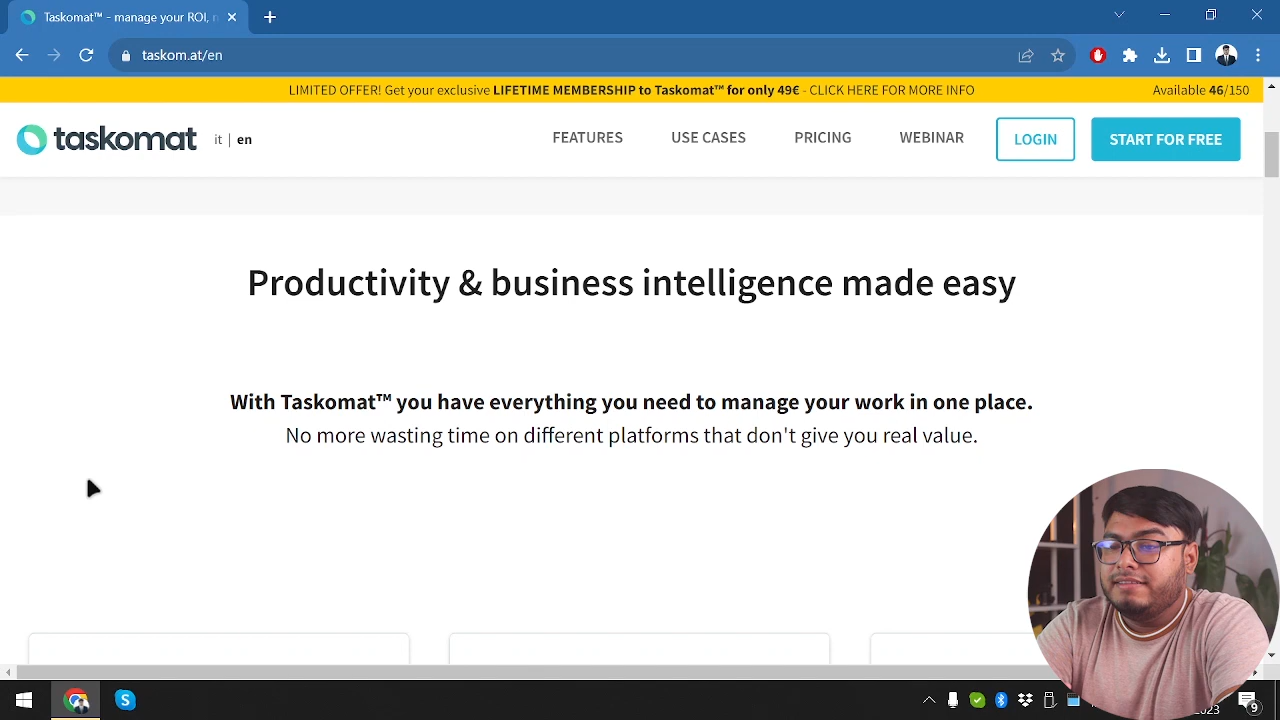 Taskomat™ - manage your ROI,
taskom.at/en
LIMITED OFFER! Get your exclusive LIFETIME MEMBERSHIP to Taskomat™ for only 49€ - CLICK HERE FOR MORE INFO
Available 46/150
taskomat
it | en
FEATURES
USE CASES
PRICING
WEBINAR
LOGIN
START FOR FREE
Productivity & business intelligence made easy
With Taskomat™ you have everything you need to manage your work in one place.
No more wasting time on different platforms that don't give you real value.
9